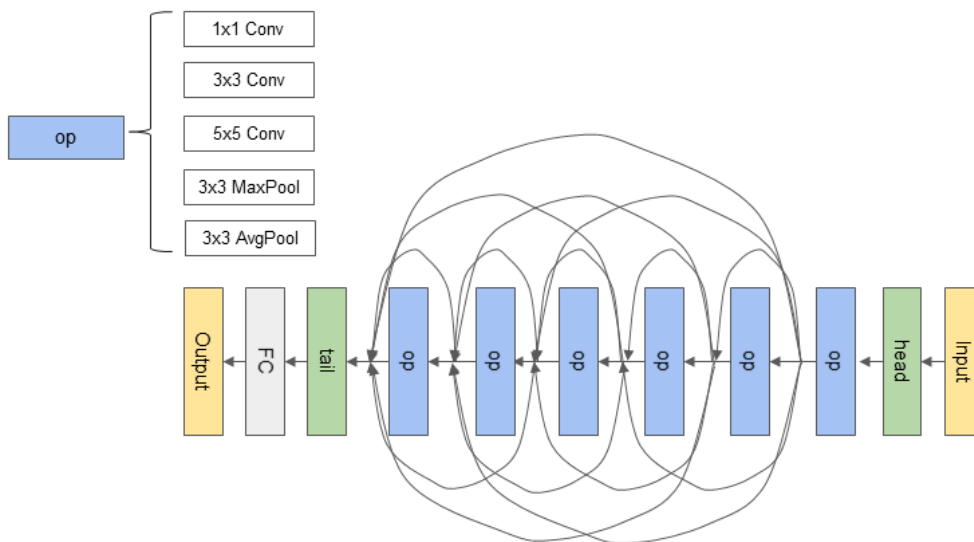 1x1 Conv
3x3 Conv
op
5x5 Conv
3x3 MaxPool
3x3 AvgPool
Output
FC
tail
op
op
op
op
op
op
head
Input